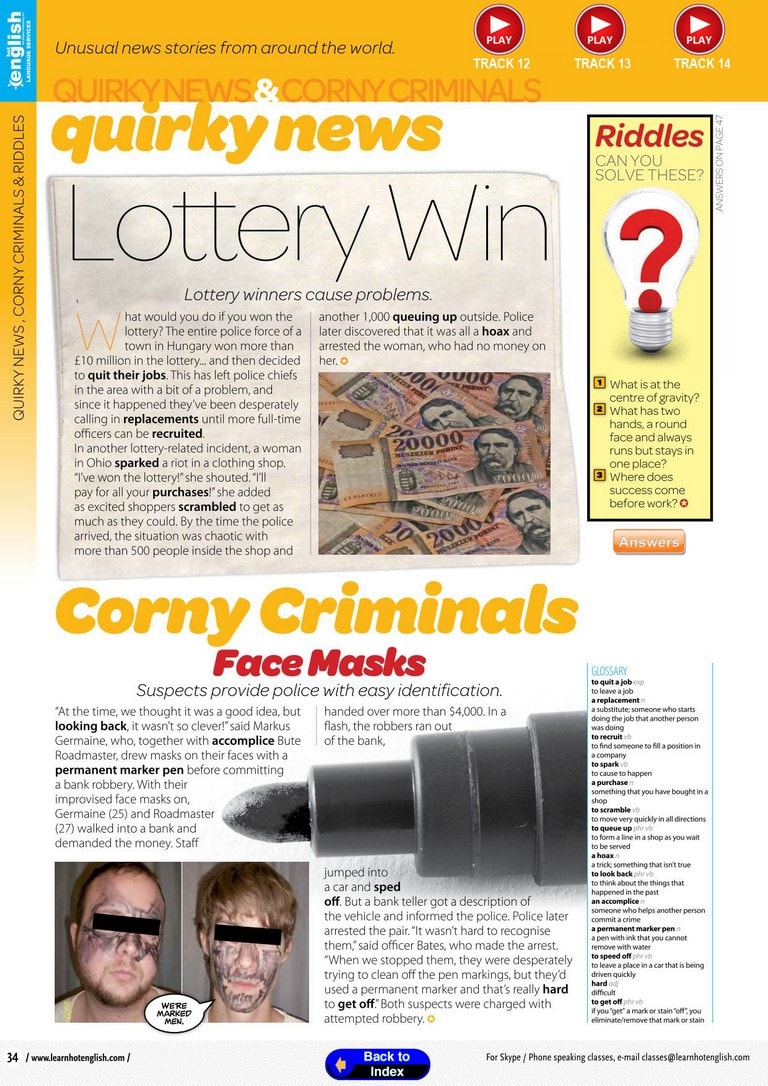 hot
english
LANGUAGE SERVICES
Unusual news stories from around the world.
PLAY
TRACK 12
PLAY
TRACK 13
PLAY
TRACK 14
QUIRKY NEWS & CORNY CRIMINALS
quirky news
QUIRKY NEWS , CORNY CRIMINALS & RIDDLES
Lottery Win
Lottery winners cause problems.
What would you do if you won the
lottery? The entire police force of a
town in Hungary won more than
£10 million in the lottery... and then decided
to quit their jobs. This has left police chiefs
in the area with a bit of a problem, and
since it happened they've been desperately
calling in replacements until more full-time
officers can be recruited.
In another lottery-related incident, a woman
in Ohio sparked a riot in a clothing shop.
"I've won the lottery!" she shouted. "I'll
pay for all your purchases!" she added
as excited shoppers scrambled to get as
much as they could. By the time the police
arrived, the situation was chaotic with
more than 500 people inside the shop and
another 1,000 queuing up outside. Police
later discovered that it was all a hoax and
arrested the woman, who had no money on
her.
20000
HÚSZEZER FORINT
Riddles
CAN YOU
SOLVE THESE?
ANSWERS ON PAGE 47
?
1 What is at the
centre of gravity?
2 What has two
hands, a round
face and always
runs but stays in
one place?
3 Where does
success come
before work?
Answers
Corny Criminals
Face Masks
Suspects provide police with easy identification.
"At the time, we thought it was a good idea, but
looking back, it wasn't so clever!" said Markus
Germaine, who, together with accomplice Bute
Roadmaster, drew masks on their faces with a
permanent marker pen before committing
a bank robbery. With their
improvised face masks on,
Germaine (25) and Roadmaster
(27) walked into a bank and
demanded the money. Staff
handed over more than $4,000. In a
flash, the robbers ran out
of the bank,
jumped into
a car and sped
off. But a bank teller got a description of
the vehicle and informed the police. Police later
arrested the pair. "It wasn't hard to recognise
them," said officer Bates, who made the arrest.
"When we stopped them, they were desperately
trying to clean off the pen markings, but they'd
used a permanent marker and that's really hard
to get off." Both suspects were charged with
attempted robbery.
WE'RE
MARKED
MEN.
GLOSSARY
to quit a job exp
to leave a job
a replacement n
a substitute; someone who starts
doing the job that another person
was doing
to recruit vb
to find someone to fill a position in
a company
to spark vb
to cause to happen
a purchase n
something that you have bought in a
shop
to scramble vb
to move very quickly in all directions
to queue up phr vb
to form a line in a shop as you wait
to be served
a hoax n
a trick; something that isn't true
to look back phr vb
to think about the things that
happened in the past
an accomplice n
someone who helps another person
commit a crime
a permanent marker pen n
a pen with ink that you cannot
remove with water
to speed off phr vb
to leave a place in a car that is being
driven quickly
hard adj
difficult
to get off phr vb
if you "get" a mark or stain "off", you
eliminate/remove that mark or stain
34 / www.learnhotenglish.com /
Back to
Index
For Skype / Phone speaking classes, e-mail classes@learnhotenglish.com